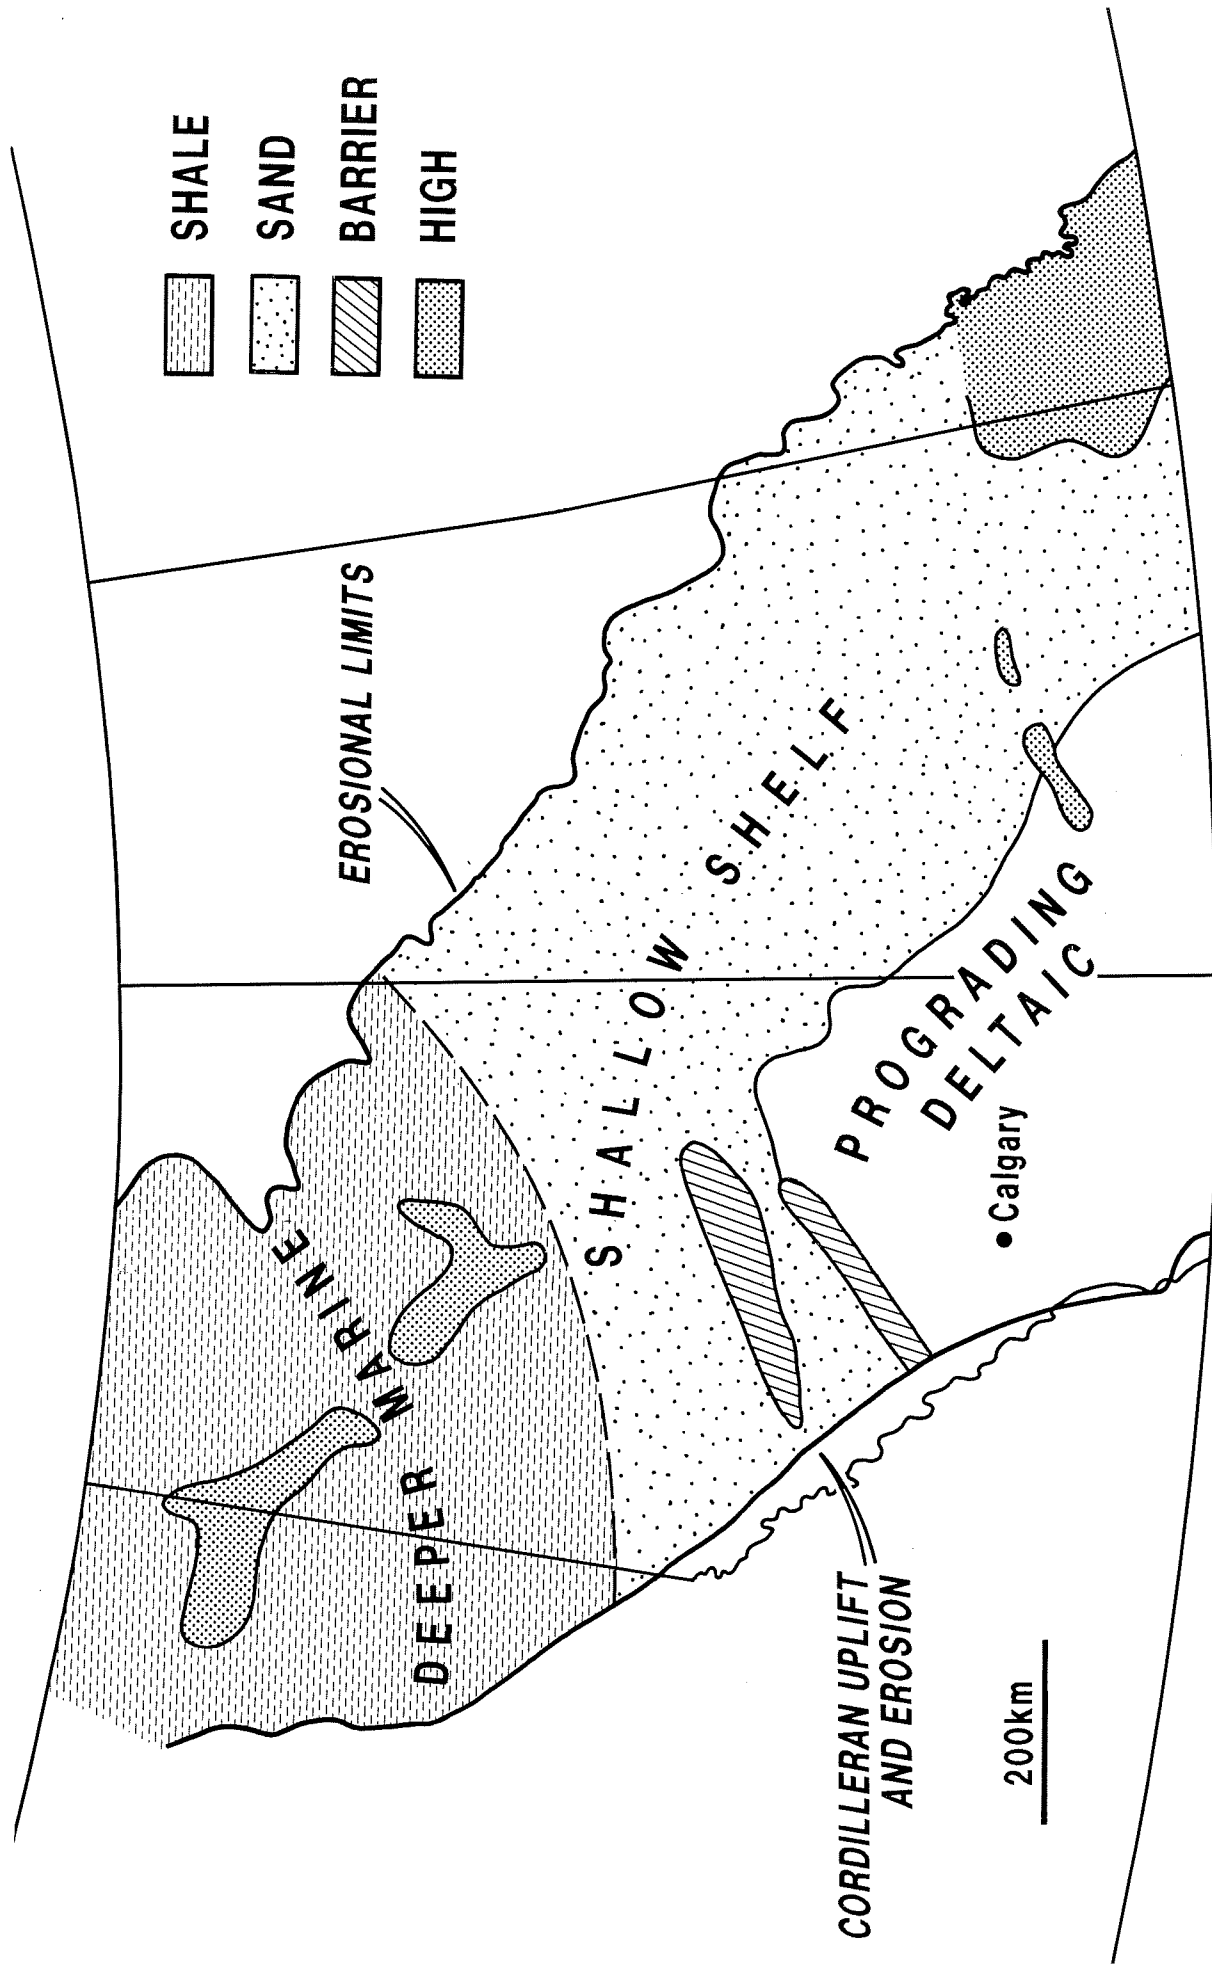 SHALE
SAND
BARRIER
HIGH
EROSIONAL LIMITS
DEEPER MARINE
SHALLOW SHELF
PROGRADING
DELTAIC
Calgary
CORDILLERAN UPLIFT
AND EROSION
200km